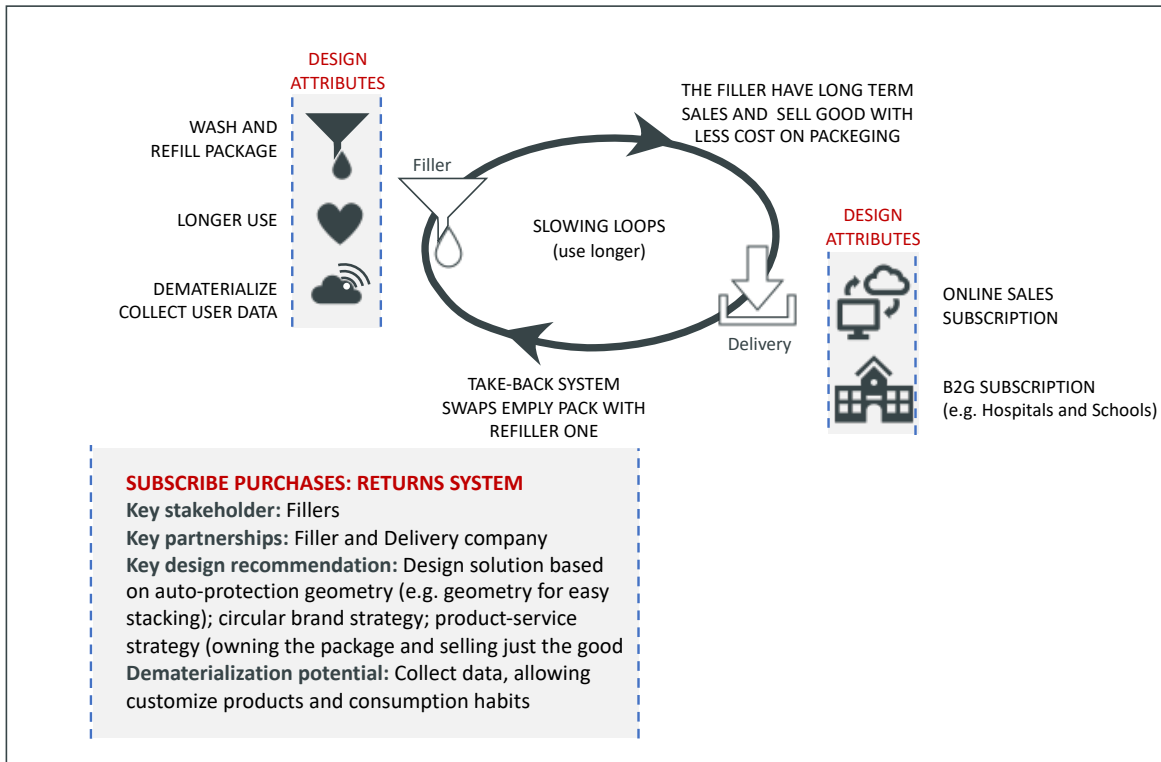 DESIGN
ATTRIBUTES
WASH AND
REFILL PACKAGE
LONGER USE
DEMATERIALIZE
COLLECT USER DATA
THE FILLER HAVE LONG TERM
SALES AND SELL GOOD WITH
LESS COST ON PACKEGING
Filler
SLOWING LOOPS
(use longer)
Delivery
DESIGN
ATTRIBUTES
ONLINE SALES
SUBSCRIPTION
B2G SUBSCRIPTION
(e.g. Hospitals and Schools)
TAKE-BACK SYSTEM
SWAPS EMPLY PACK WITH
REFILLER ONE
SUBSCRIBE PURCHASES: RETURNS SYSTEM
Key stakeholder: Fillers
Key partnerships: Filler and Delivery company
Key design recommendation: Design solution based
on auto-protection geometry (e.g. geometry for easy
stacking); circular brand strategy; product-service
strategy (owning the package and selling just the good
Dematerialization potential: Collect data, allowing
customize products and consumption habits